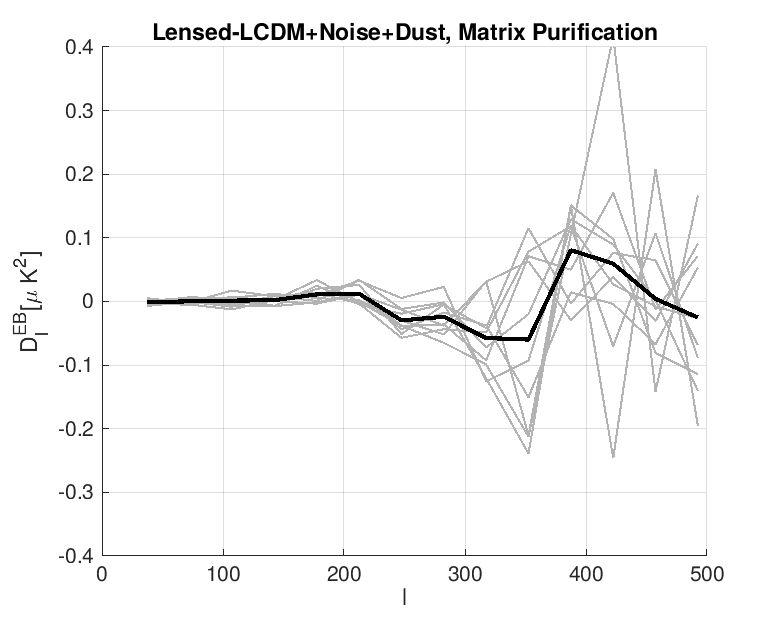 Lensed-LCDM+Noise+Dust, Matrix Purification
0.4
0.3
0.2
0.1
0
-0.1
-0.2
-0.3
-0.4
D_l^{EB}[μ K^2]
0 100 200 300 400 500
l